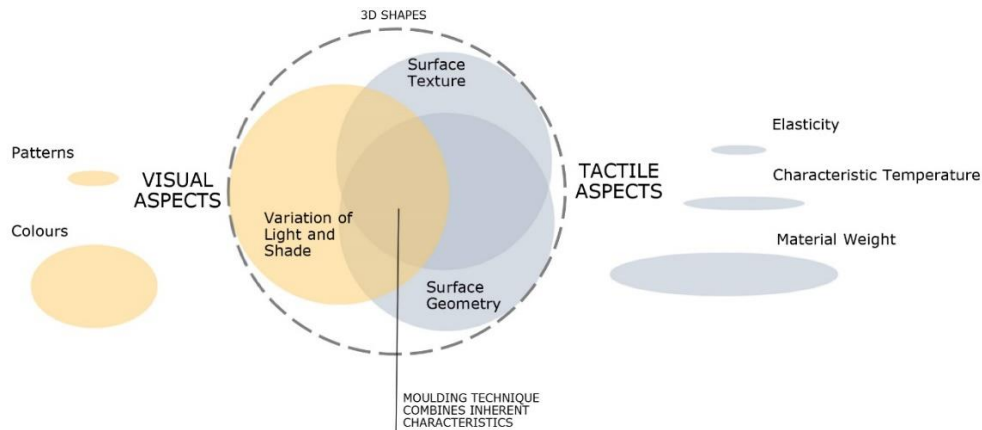 3D SHAPES
Surface
Texture
Patterns
VISUAL
ASPECTS
Colours
Variation of
Light and
Shade
Surface
Geometry
TACTILE
ASPECTS
Elasticity
Characteristic Temperature
Material Weight
MOULDING TECHNIQUE
COMBINES INHERENT
CHARACTERISTICS